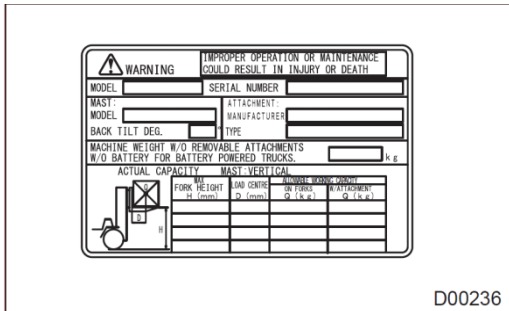 WARNING
IMPROPER OPERATION OR MAINTENANCE
COULD RESULT IN INJURY OR DEATH
MODEL
SERIAL NUMBER
MAST:
MODEL
BACK TILT DEG. °
ATTACHMENT:
MANUFACTURER
TYPE
MACHINE WEIGHT W/O REMOVABLE ATTACHMENTS
W/O BATTERY FOR BATTERY POWERED TRUCKS.
kg
ACTUAL CAPACITY MAST:VERTICAL
Q
D
H
MAX
FORK HEIGHT
H (mm)
LOAD CENTRE
D (mm)
ALLOWABLE WORKING CAPACITY
ON FORKS
Q (kg)
W/ATTACHMENT
Q (kg)
D00236